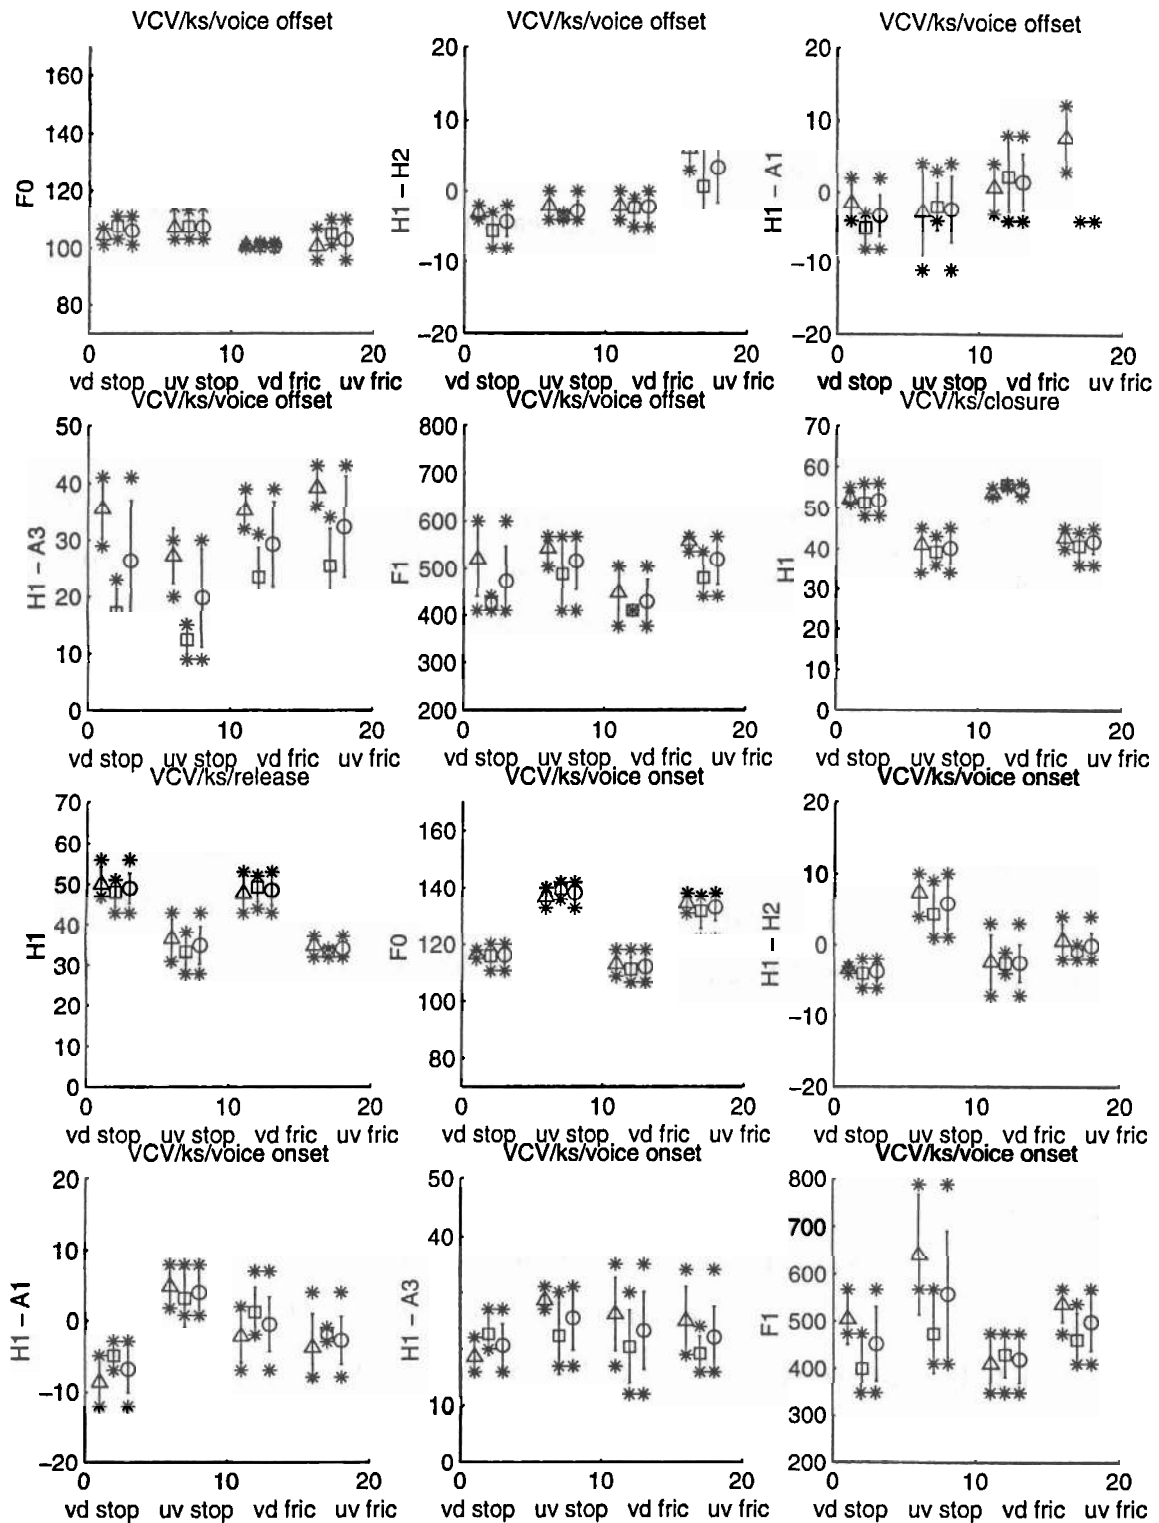 VCV/ks/voice offset VCV/ks/voice offset VCV/ks/voice offset
F0
160
140
120
100
80
0 10 20
vd stop uv stop vd fric uv fric
H1 – H2
20
10
0
−10
−20
0 10 20
vd stop uv stop vd fric uv fric
H1 – A1
20
10
0
−10
−20
0 10 20
vd stop uv stop vd fric uv fric
VCV/ks/voice offset VCV/ks/voice offset VCV/ks/closure
H1 – A3
50
40
30
20
10
0
0 10 20
vd stop uv stop vd fric uv fric
F1
800
700
600
500
400
300
200
0 10 20
vd stop uv stop vd fric uv fric
H1
70
60
50
40
30
20
10
0
0 10 20
vd stop uv stop vd fric uv fric
VCV/ks/release VCV/ks/voice onset VCV/ks/voice onset
H1
70
60
50
40
30
20
10
0
0 10 20
vd stop uv stop vd fric uv fric
F0
160
140
120
100
80
0 10 20
vd stop uv stop vd fric uv fric
H1 – H2
20
10
0
−10
−20
0 10 20
vd stop uv stop vd fric uv fric
VCV/ks/voice onset VCV/ks/voice onset VCV/ks/voice onset
H1 – A1
20
10
0
−10
−20
0 10 20
vd stop uv stop vd fric uv fric
H1 – A3
50
40
10
0
0 10 20
vd stop uv stop vd fric uv fric
F1
800
700
600
500
400
300
200
0 10 20
vd stop uv stop vd fric uv fric